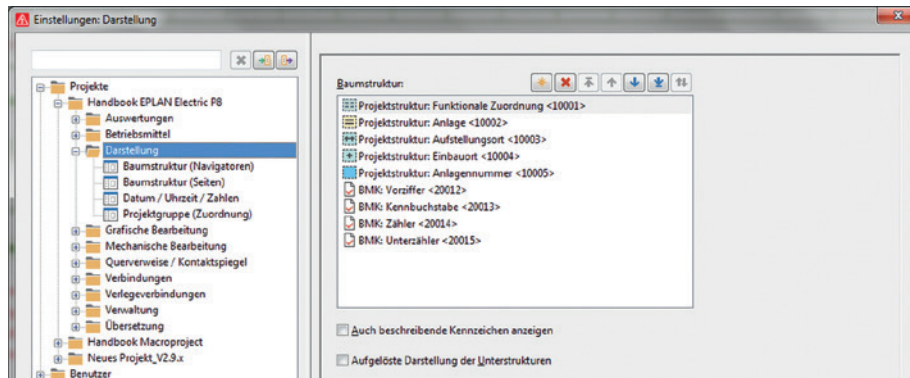 Einstellungen: Darstellung
Projekte
Handbook EPLAN Electric P8
Auswertungen
Betriebsmittel
Darstellung
Baumstruktur (Navigatoren)
Baumstruktur (Seiten)
Datum / Uhrzeit / Zahlen
Projektgruppe (Zuordnung)
Grafische Bearbeitung
Mechanische Bearbeitung
Querverweise / Kontaktspiegel
Verbindungen
Verlegeverbindungen
Verwaltung
Übersetzung
Handbook Macroproject
Neues Projekt_V2.9.x
Benutzer
Baumstruktur:
Projektstruktur: Funktionale Zuordnung <10001>
Projektstruktur: Anlage <10002>
Projektstruktur: Aufstellungsort <10003>
Projektstruktur: Einbauort <10004>
Projektstruktur: Anlagennummer <10005>
BMK: Vorziffer <20012>
BMK: Kennbuchstabe <20013>
BMK: Zähler <20014>
BMK: Unterzähler <20015>
Auch beschreibende Kennzeichen anzeigen
Aufgelöste Darstellung der Unterstrukturen